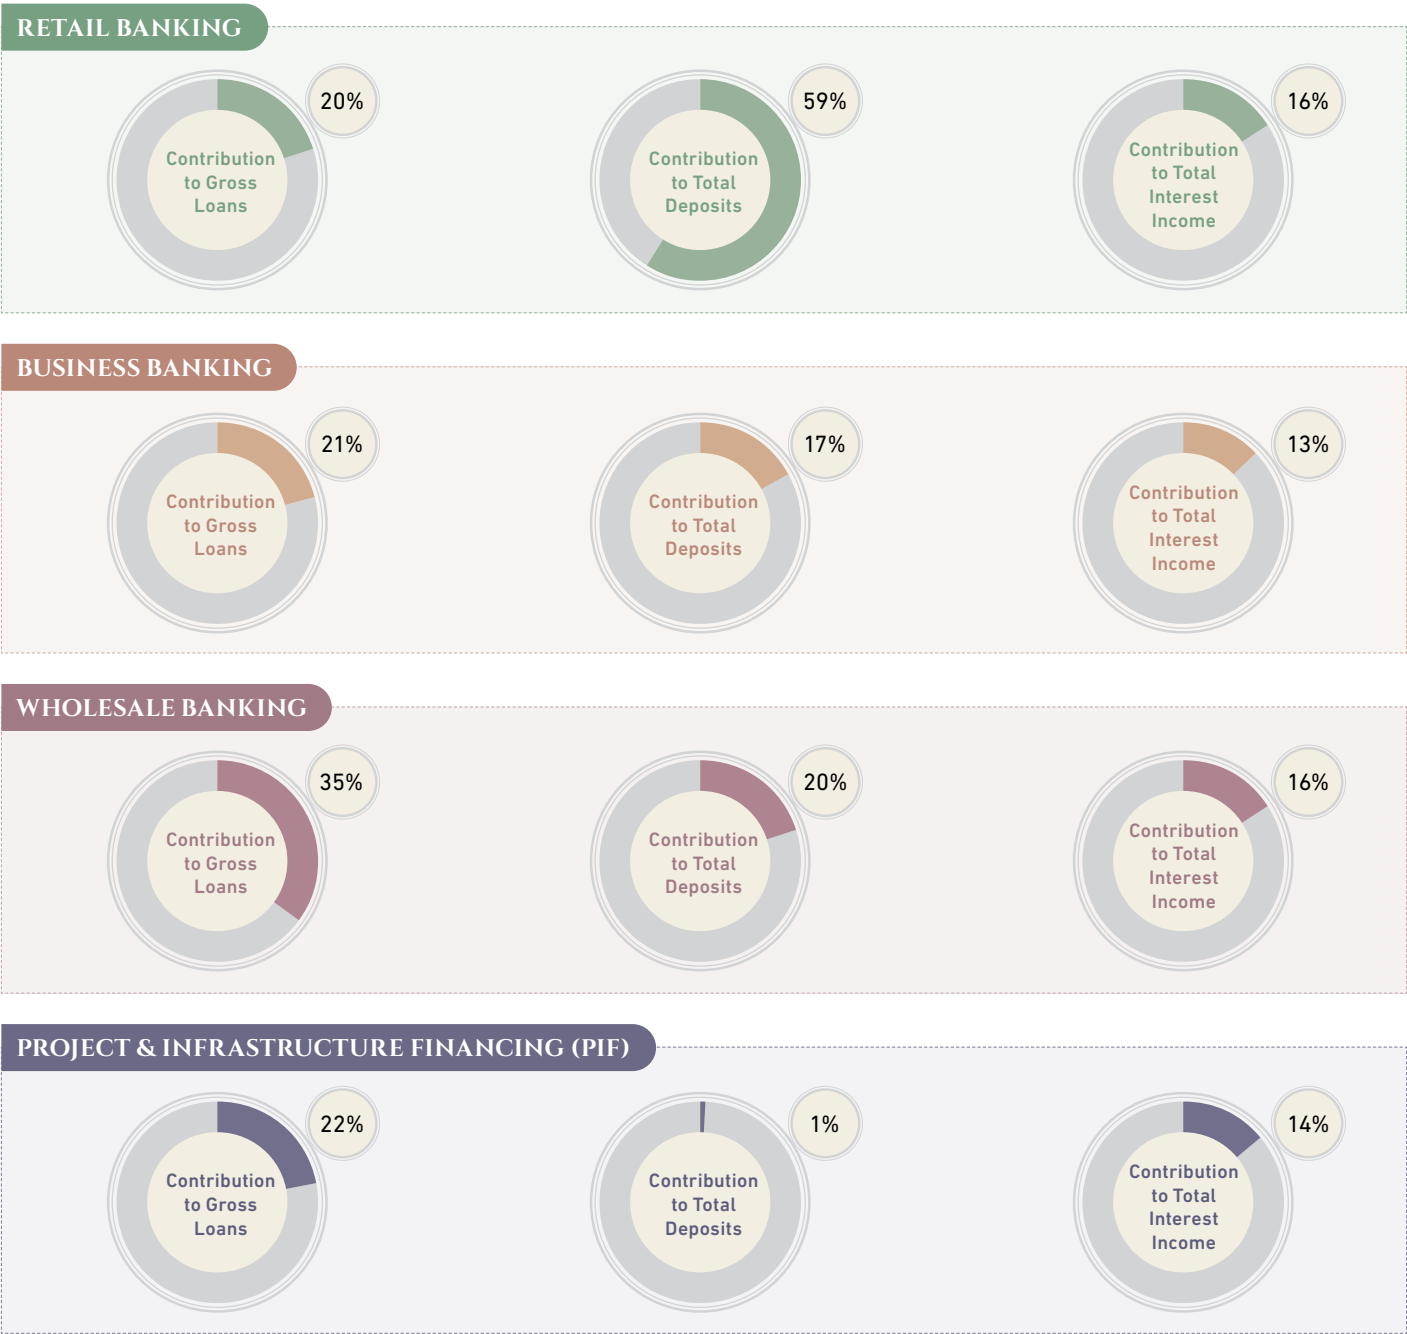 RETAIL BANKING
20%
Contribution
to Gross
Loans
59%
Contribution
to Total
Deposits
16%
Contribution
to Total
Interest
Income
BUSINESS BANKING
21%
Contribution
to Gross
Loans
17%
Contribution
to Total
Deposits
13%
Contribution
to Total
Interest
Income
WHOLESALE BANKING
35%
Contribution
to Gross
Loans
20%
Contribution
to Total
Deposits
16%
Contribution
to Total
Interest
Income
PROJECT & INFRASTRUCTURE FINANCING (PIF)
22%
Contribution
to Gross
Loans
1%
Contribution
to Total
Deposits
14%
Contribution
to Total
Interest
Income